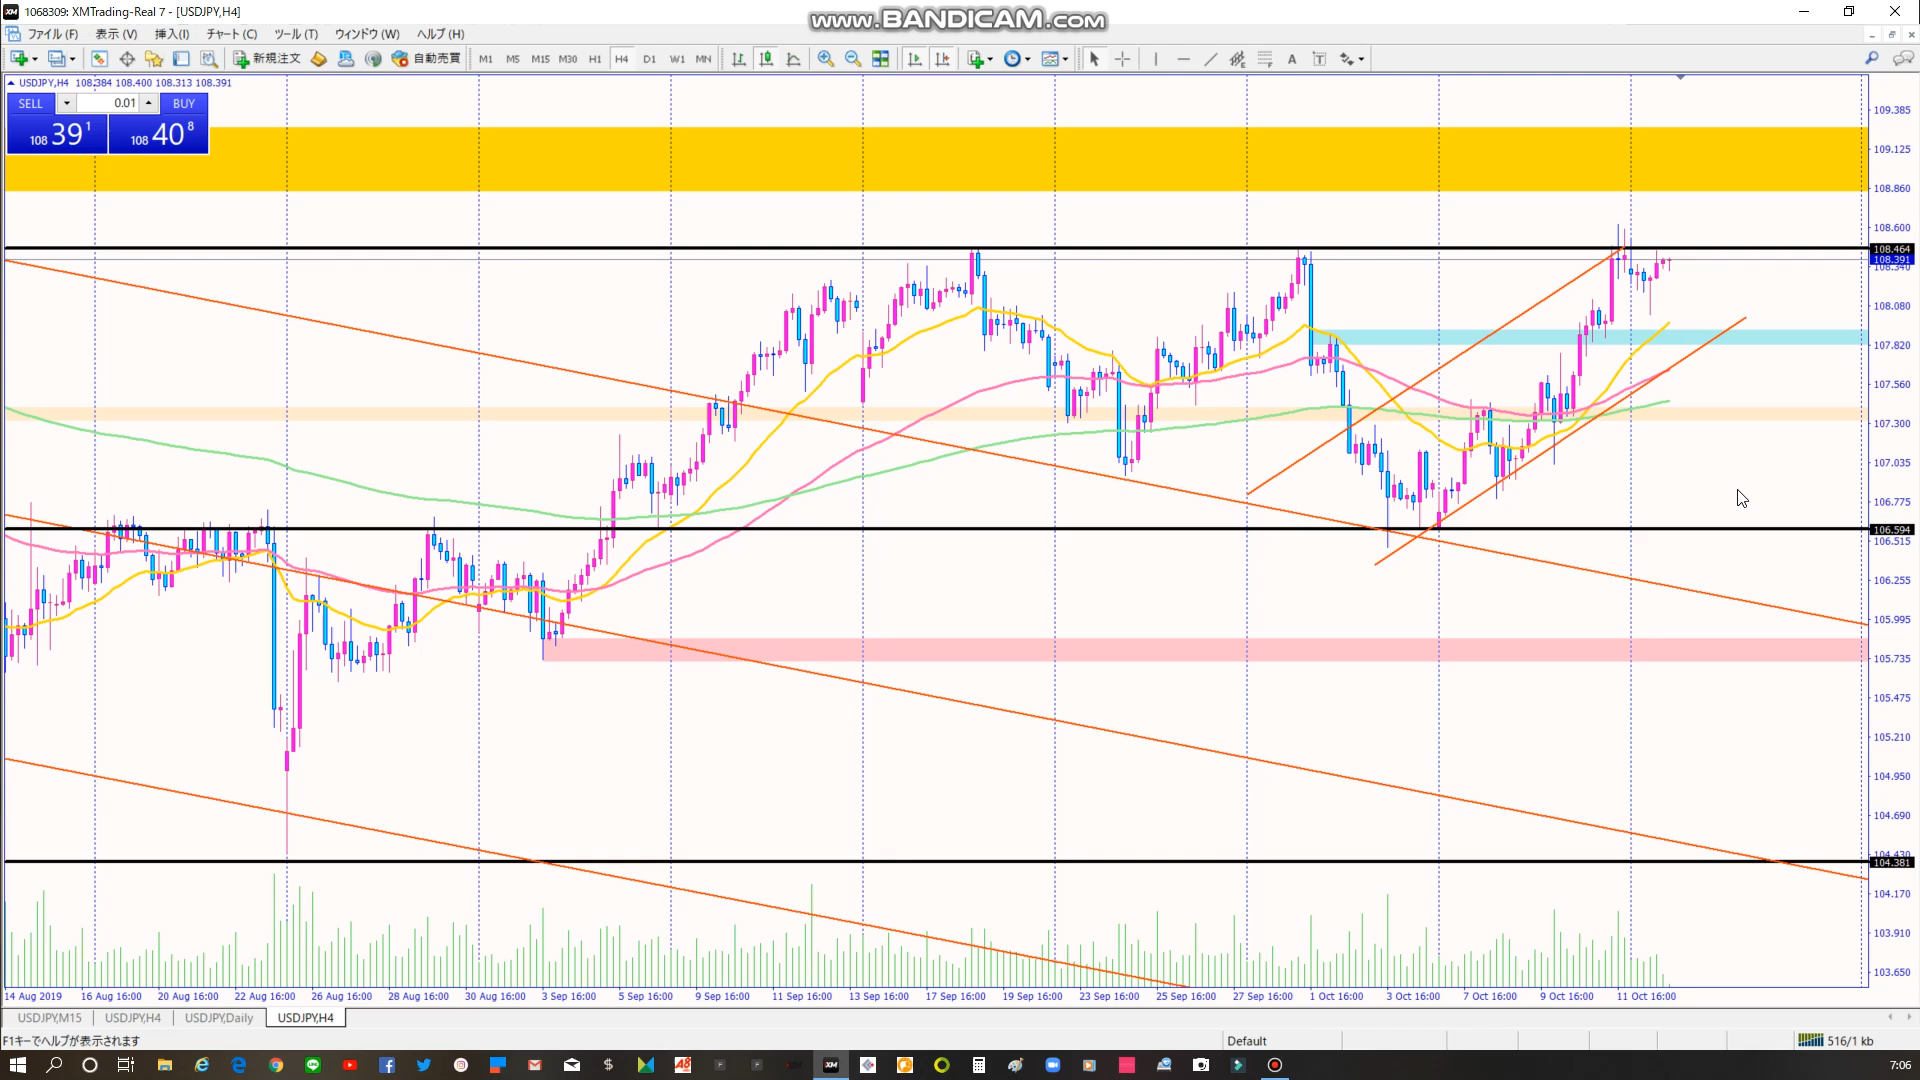 1068309: XMTrading-Real 7 - [USDJPY,H4]
www.BANDICAM.com
ファイル (F) 表示 (V) 挿入(I) チャート (C) ツール (T) ウィンドウ (W) ヘルプ (H)
新規注文 自動売買 M1 M5 M15 M30 H1 H4 D1 W1 MN
USDJPY,H4 108.384 108.400 108.313 108.391
SELL 0.01 BUY
108 39 1 108 40 8
109.385
109.125
108.860
108.600
108.464
108.391
108.340
108.080
107.820
107.560
107.300
107.035
106.775
106.594
106.515
106.255
105.995
105.735
105.475
105.210
104.950
104.690
104.430
104.381
104.170
103.910
103.650
14 Aug 2019 16 Aug 16:00 20 Aug 16:00 22 Aug 16:00 26 Aug 16:00 28 Aug 16:00 30 Aug 16:00 3 Sep 16:00 5 Sep 16:00 9 Sep 16:00 11 Sep 16:00 13 Sep 16:00 17 Sep 16:00 19 Sep 16:00 23 Sep 16:00 25 Sep 16:00 27 Sep 16:00 1 Oct 16:00 3 Oct 16:00 7 Oct 16:00 9 Oct 16:00 11 Oct 16:00
USDJPY,M15 USDJPY,H4 USDJPY,Daily USDJPY,H4
F1キーでヘルプが表示されます Default 516/1 kb
7:06